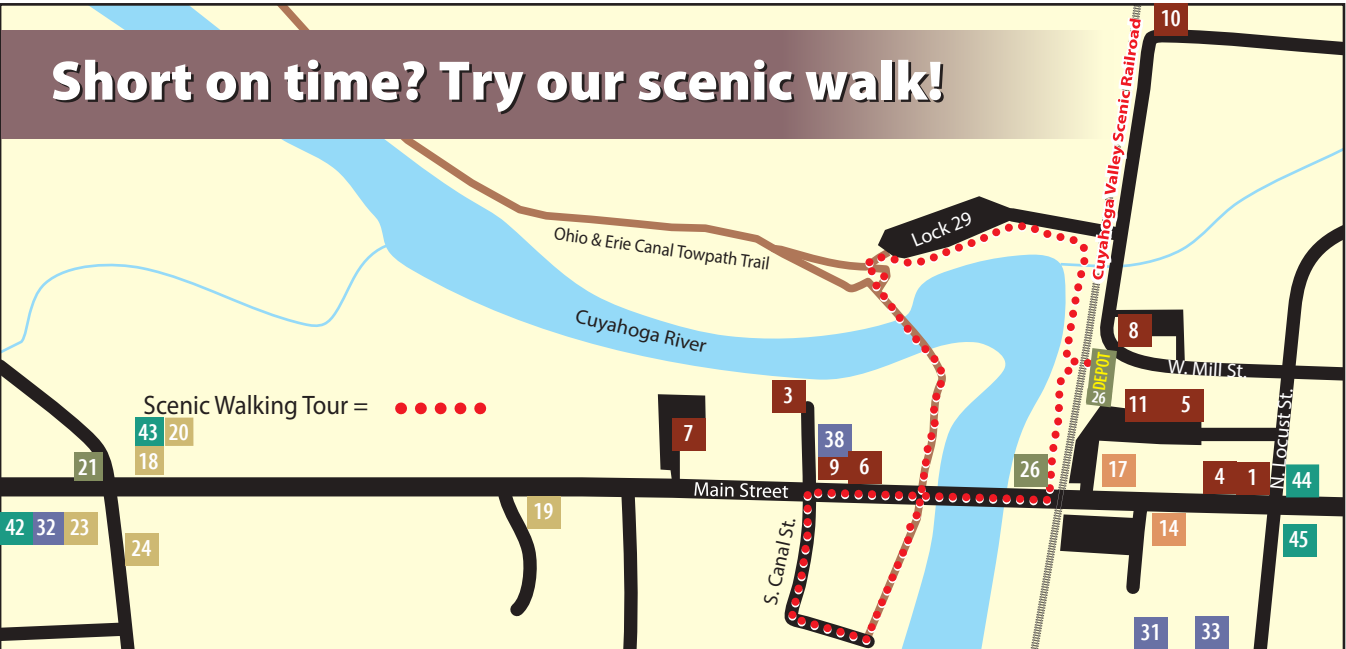 10
Short on time? Try our scenic walk!
Cuyahoga Valley Scenic Railroad
Lock 29
Ohio & Erie Canal Towpath Trail
Cuyahoga River
8
W. Mill St.
DEPOT
26
3
11 5
Scenic Walking Tour =
N. Locust St.
43 20
7
38
18
21
9 6
26
17
4 1
44
Main Street
19
42 32 23
24
14
45
S. Canal St.
31 33